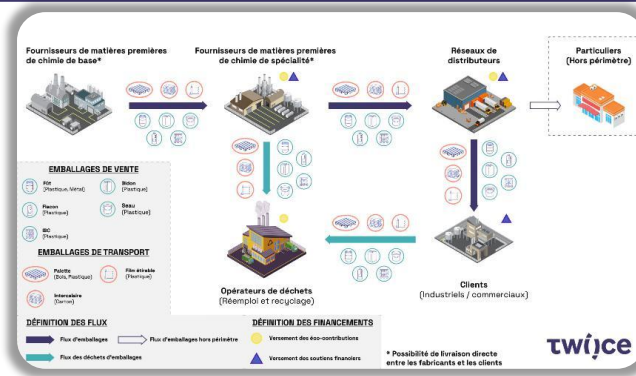 Fournisseurs de matières premières
de chimie de base*
Fournisseurs de matières premières
de chimie de spécialité*
Réseaux de
distributeurs
Particuliers
(Hors périmètre)
EMBALLAGES DE VENTE
Fût
(Plastique, Métal)
Bidon
(Plastique)
Flacon
(Plastique)
Seau
(Plastique)
IBC
(Plastique)
EMBALLAGES DE TRANSPORT
Palette
(Bois, Plastique)
Film étirable
(Plastique)
Intercalaire
(Carton)
Opérateurs de déchets
(Réemploi et recyclage)
Clients
(Industriels / commerciaux)
DÉFINITION DES FLUX
Flux d'emballages
Flux d'emballages hors périmètre
Flux des déchets d'emballages
DÉFINITION DES FINANCEMENTS
Versement des éco-contributions
Versement des soutiens financiers
* Possibilité de livraison directe
entre les fabricants et les clients
twijce